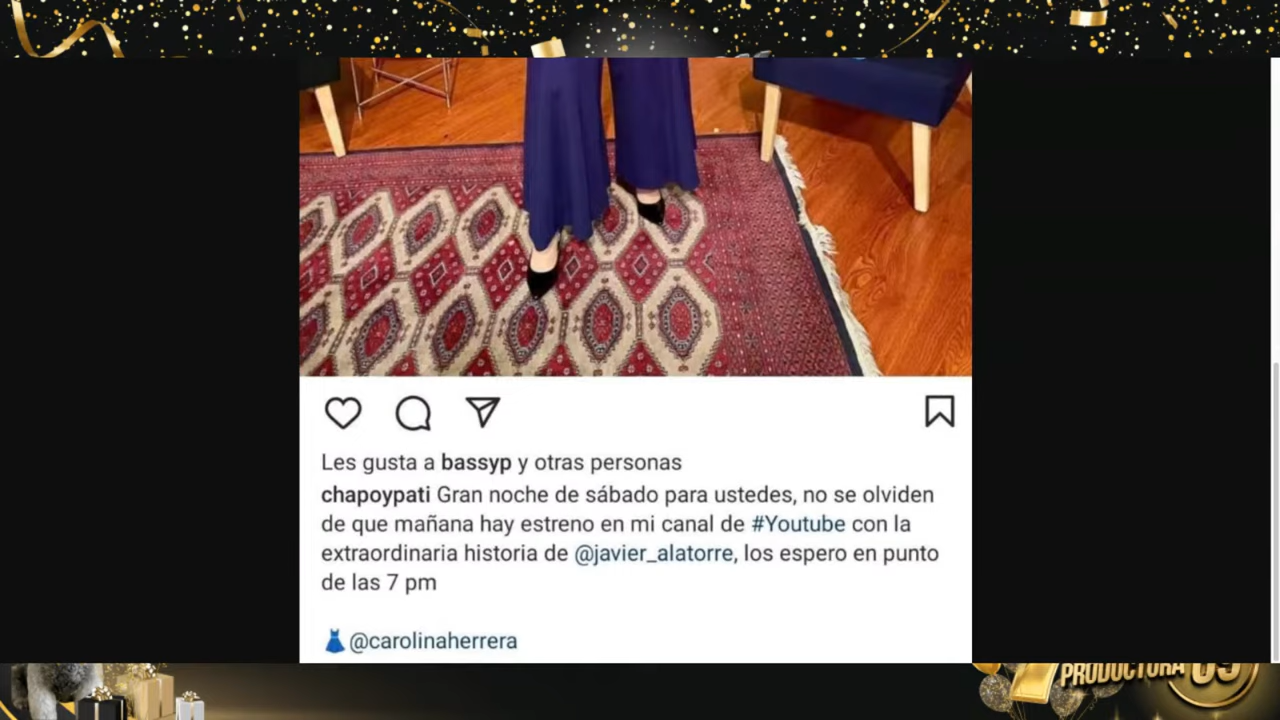 Les gusta a bassyp y otras personas
chapoypati Gran noche de sábado para ustedes, no se olviden
de que mañana hay estreno en mi canal de #Youtube con la
extraordinaria historia de @javier_alatorre, los espero en punto
de las 7 pm
@carolinaherrera
PRODUCTORA 69